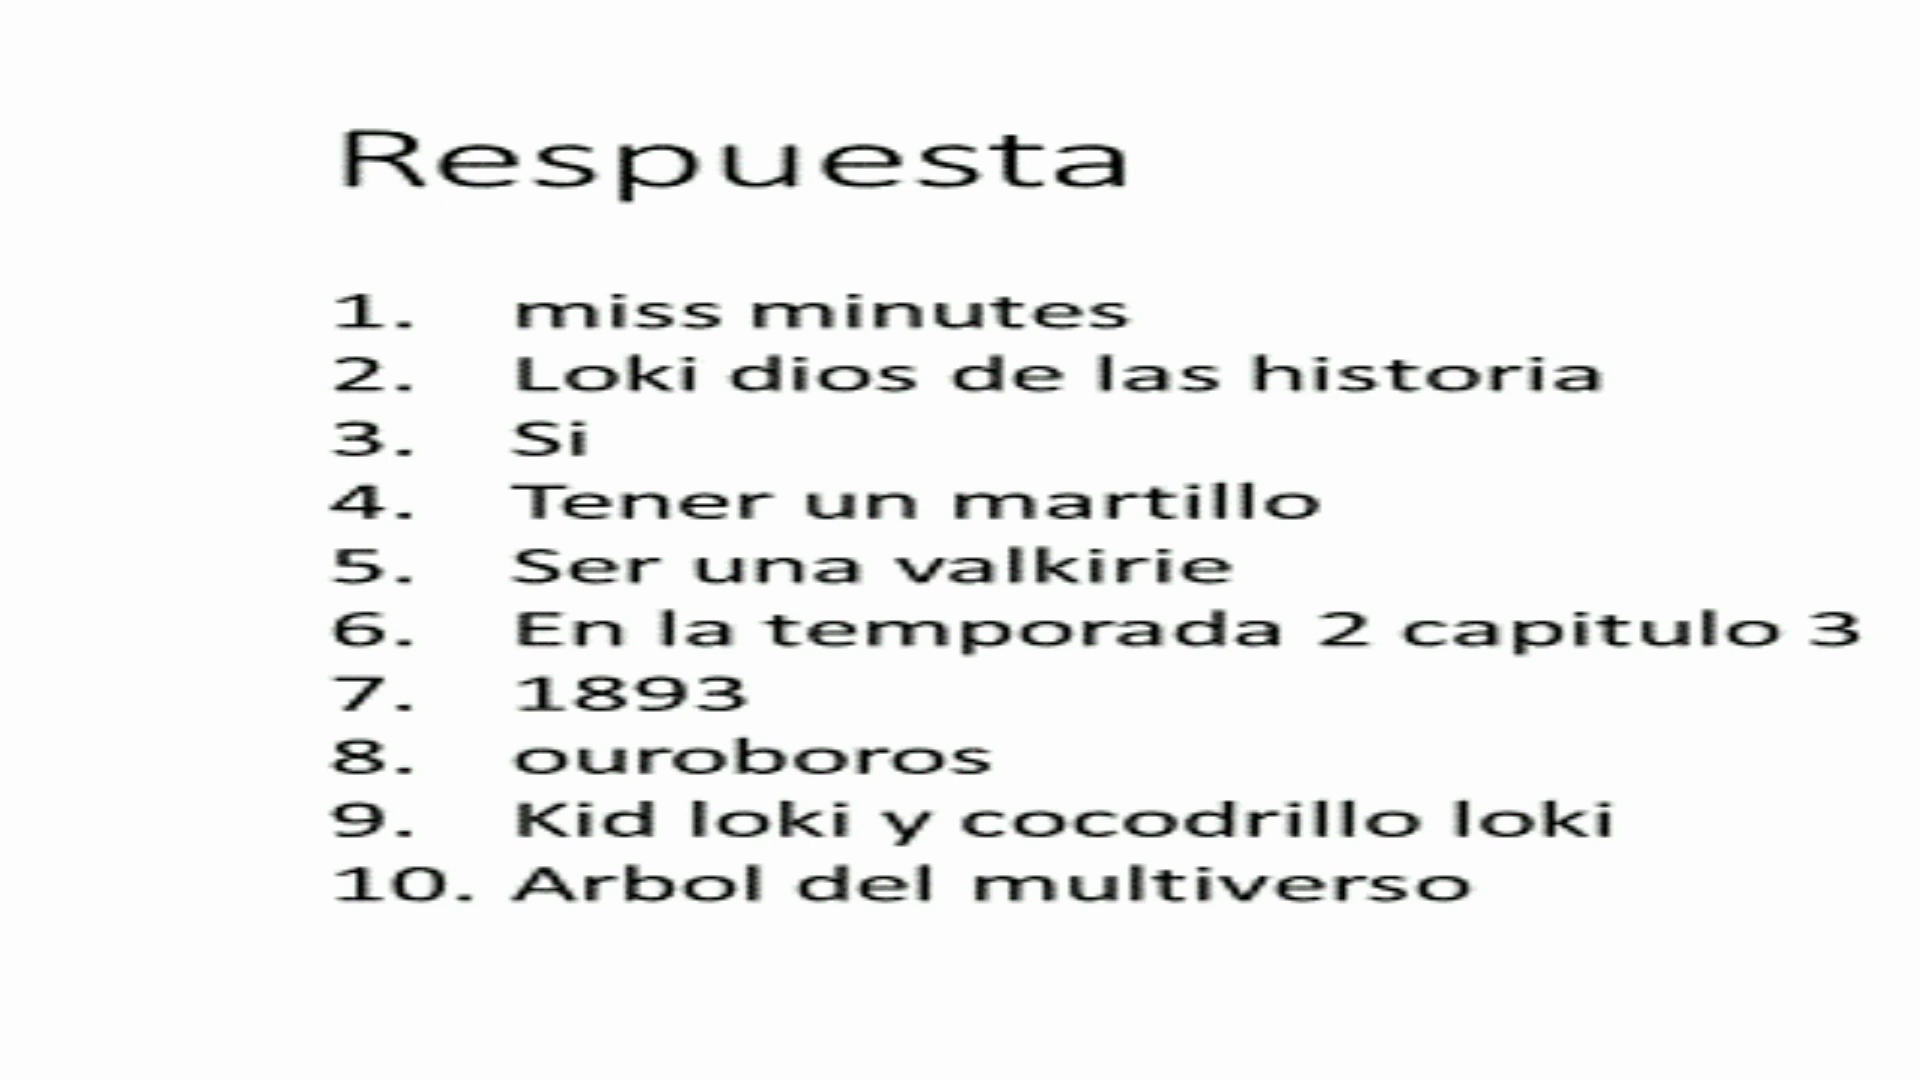 Respuesta
1. miss minutes
2. Loki dios de las historia
3. Si
4. Tener un martillo
5. Ser una valkirie
6. En la temporada 2 capitulo 3
7. 1893
8. ouroboros
9. Kid loki y cocodrillo loki
10. Arbol del multiverso